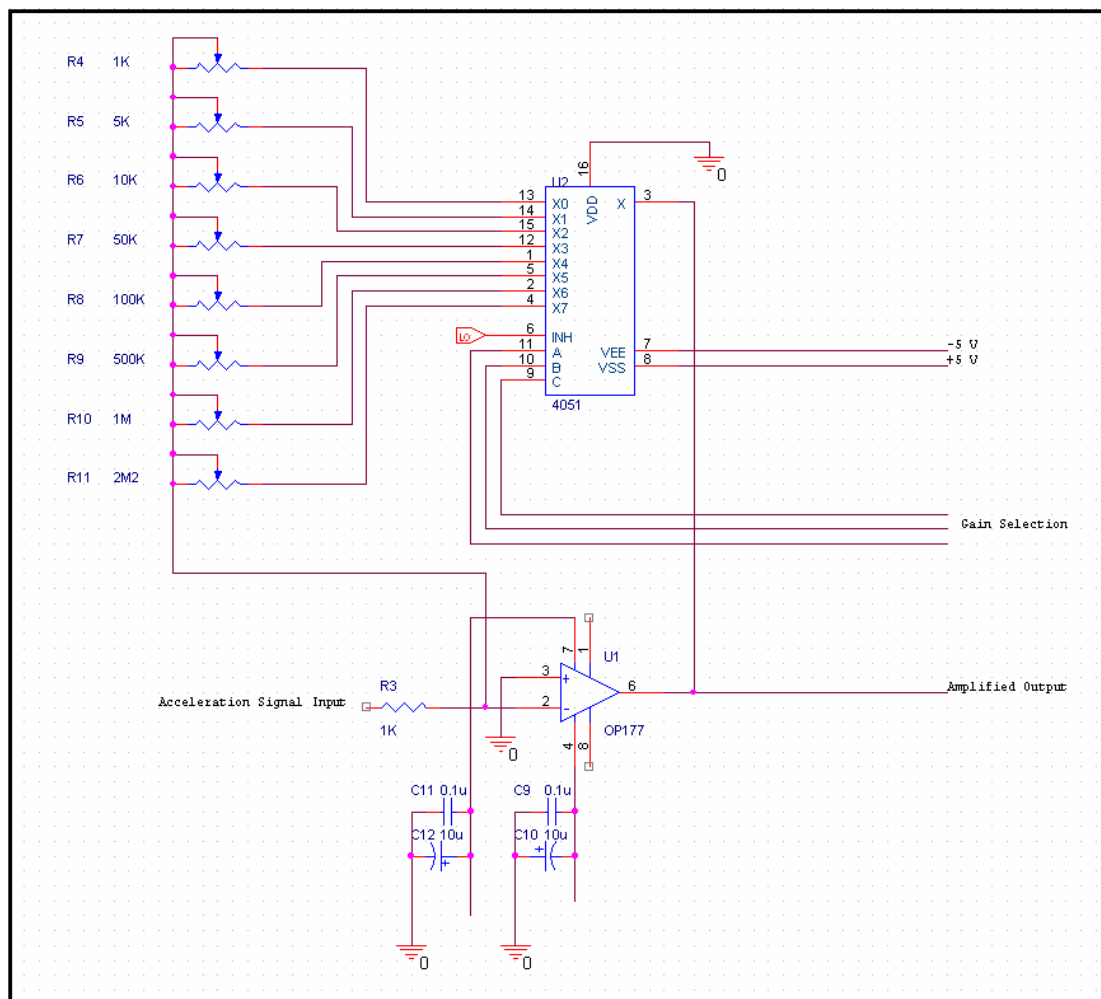 R4 1K
R5 5K
R6 10K
R7 50K
R8 100K
R9 500K
R10 1M
R11 2M2
16
0
U2
VDD
13 X0
14 X1
15 X2
12 X3
1 X4
5 X5
2 X6
4 X7
X 3
LO
6 INH
11 A
10 B
9 C
VEE 7
VSS 8
-5 V
+5 V
4051
Gain Selection
7
1
U1
3
+
2
-
6
OP177
4
8
R3
1K
Acceleration Signal Input
Amplified Output
0
C11 0.1u
C12 10u
+
C9 0.1u
C10 10u
+
0
0